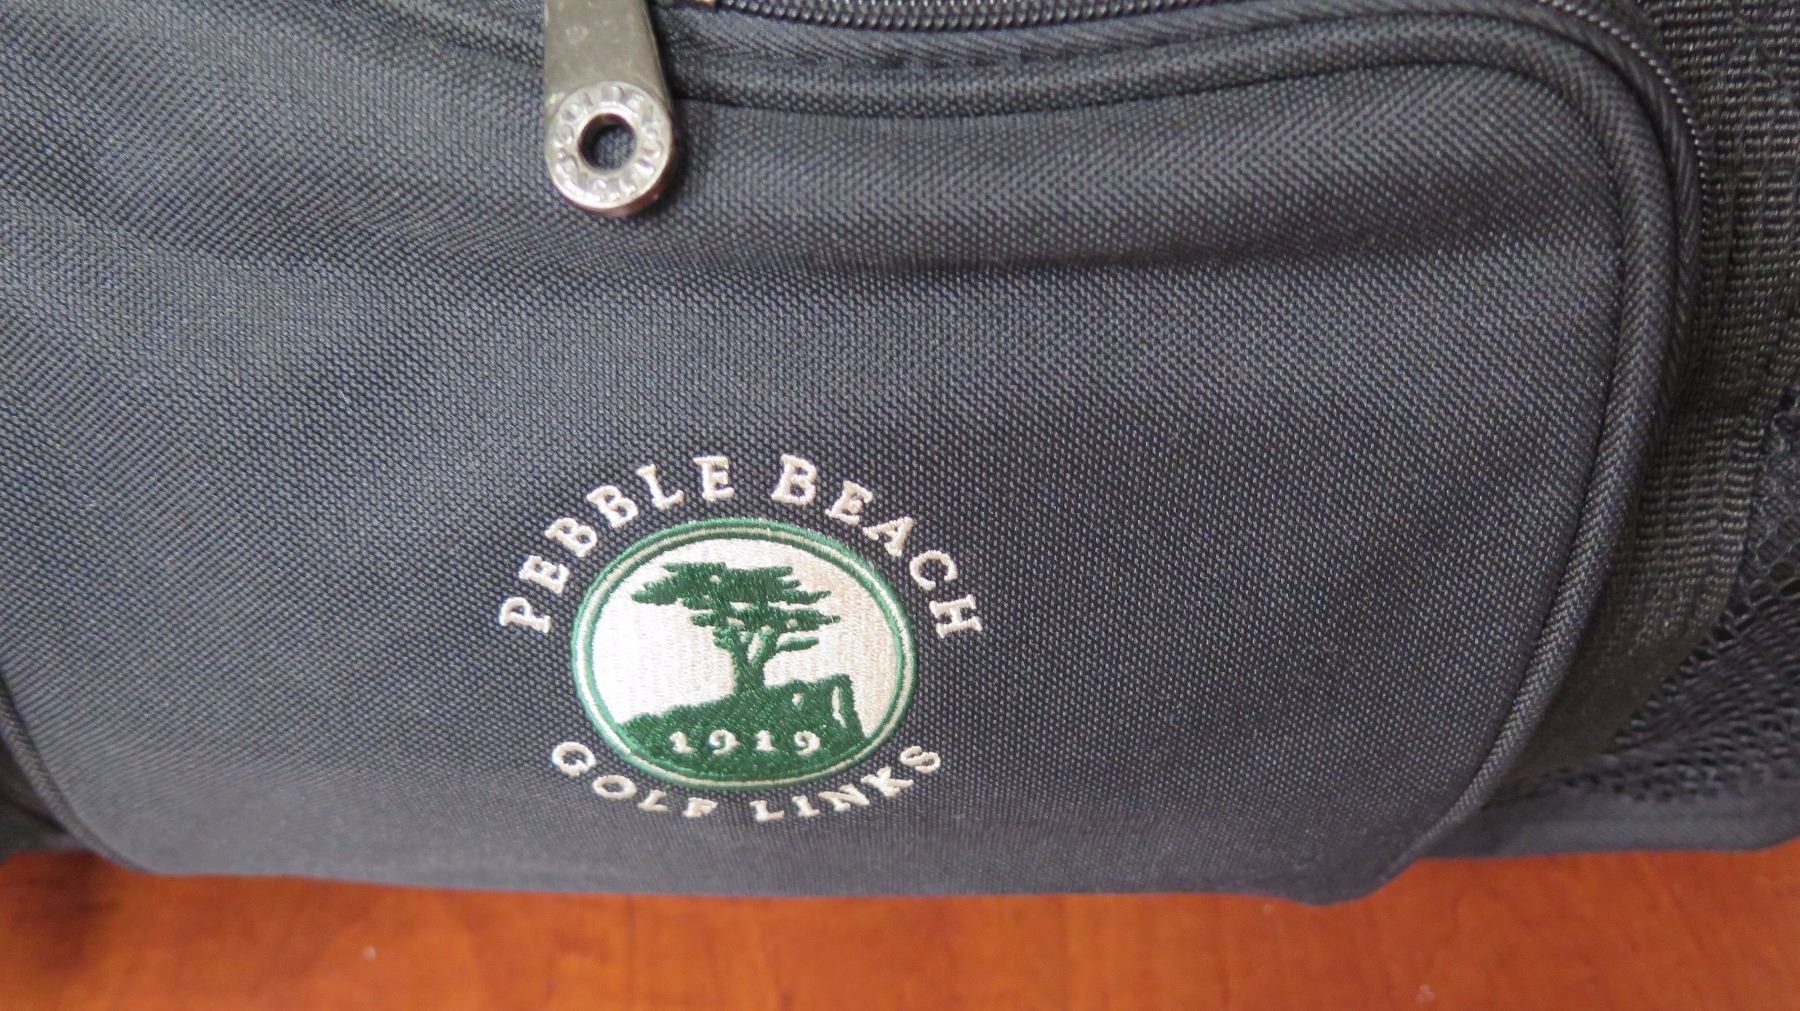 PEBBLE BEACH
1919
GOLF LINKS